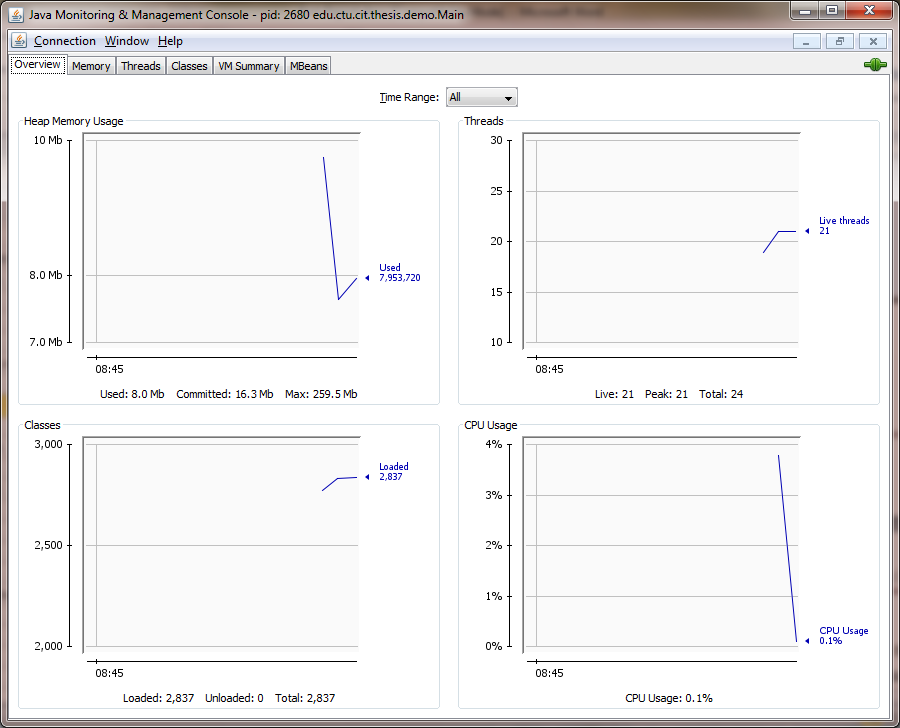 Java Monitoring & Management Console - pid: 2680 edu.ctu.cit.thesis.demo.Main
Connection Window Help
Overview Memory Threads Classes VM Summary MBeans
Time Range: All
Heap Memory Usage
10 Mb
8.0 Mb
7.0 Mb
Used
7,953,720
08:45
Used: 8.0 Mb Committed: 16.3 Mb Max: 259.5 Mb
Threads
30
25
20
15
10
Live threads
21
08:45
Live: 21 Peak: 21 Total: 24
Classes
3,000
2,500
2,000
Loaded
2,837
08:45
Loaded: 2,837 Unloaded: 0 Total: 2,837
CPU Usage
4%
3%
2%
1%
0%
CPU Usage
0.1%
08:45
CPU Usage: 0.1%